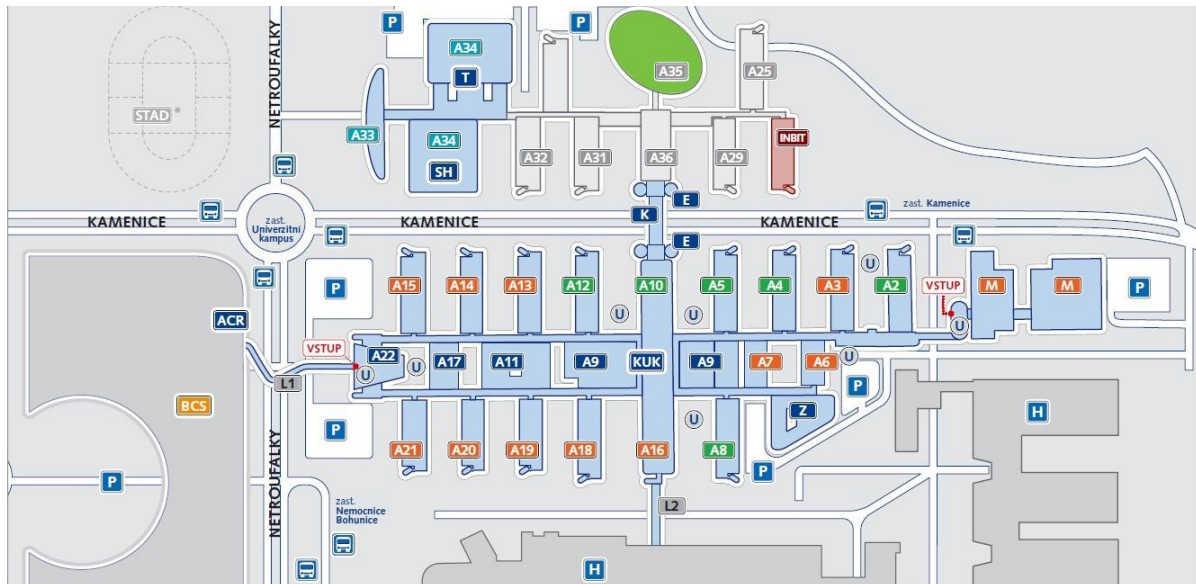 P
P
A34
T
A33
A34
SH
A32
A31
A35
A36
A25
A29
INBIT
STAD*
NETROUFALKY
KAMENICE
KAMENICE
KAMENICE
zast.
Univerzitní
kampus
zast. Kamenice
K
E
E
P
A15
A14
A13
A12
A10
A5
A4
A3
A2
U
U
U
VSTUP
U
M
M
P
ACR
L1
BCS
P
VSTUP
U
A22
U
A17
A11
A9
KUK
A9
A7
A6
U
P
Z
H
P
A21
A20
A19
A18
A16
U
A8
P
L2
NETROUFALKY
zast.
Nemocnice
Bohunice
H